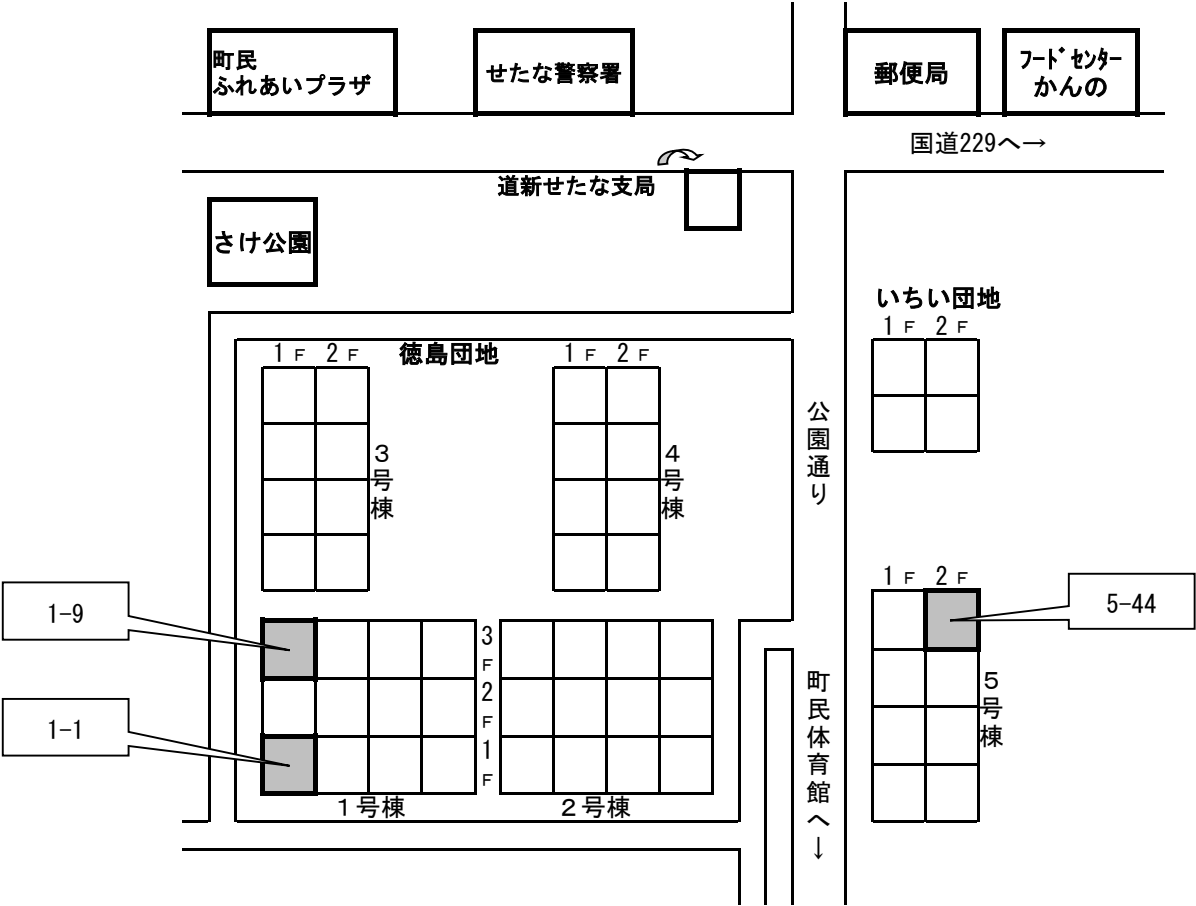 町民
ふれあいプラザ
せたな警察署
郵便局
フードセンター
かんの
国道229へ→
道新せたな支局
さけ公園
いちい団地
1F 2F
徳島団地
1F 2F
1F 2F
3号棟
4号棟
公園通り
1F 2F
5-44
1-9
3F
2F
1F
1-1
5号棟
町民体育館へ↓
1号棟
2号棟